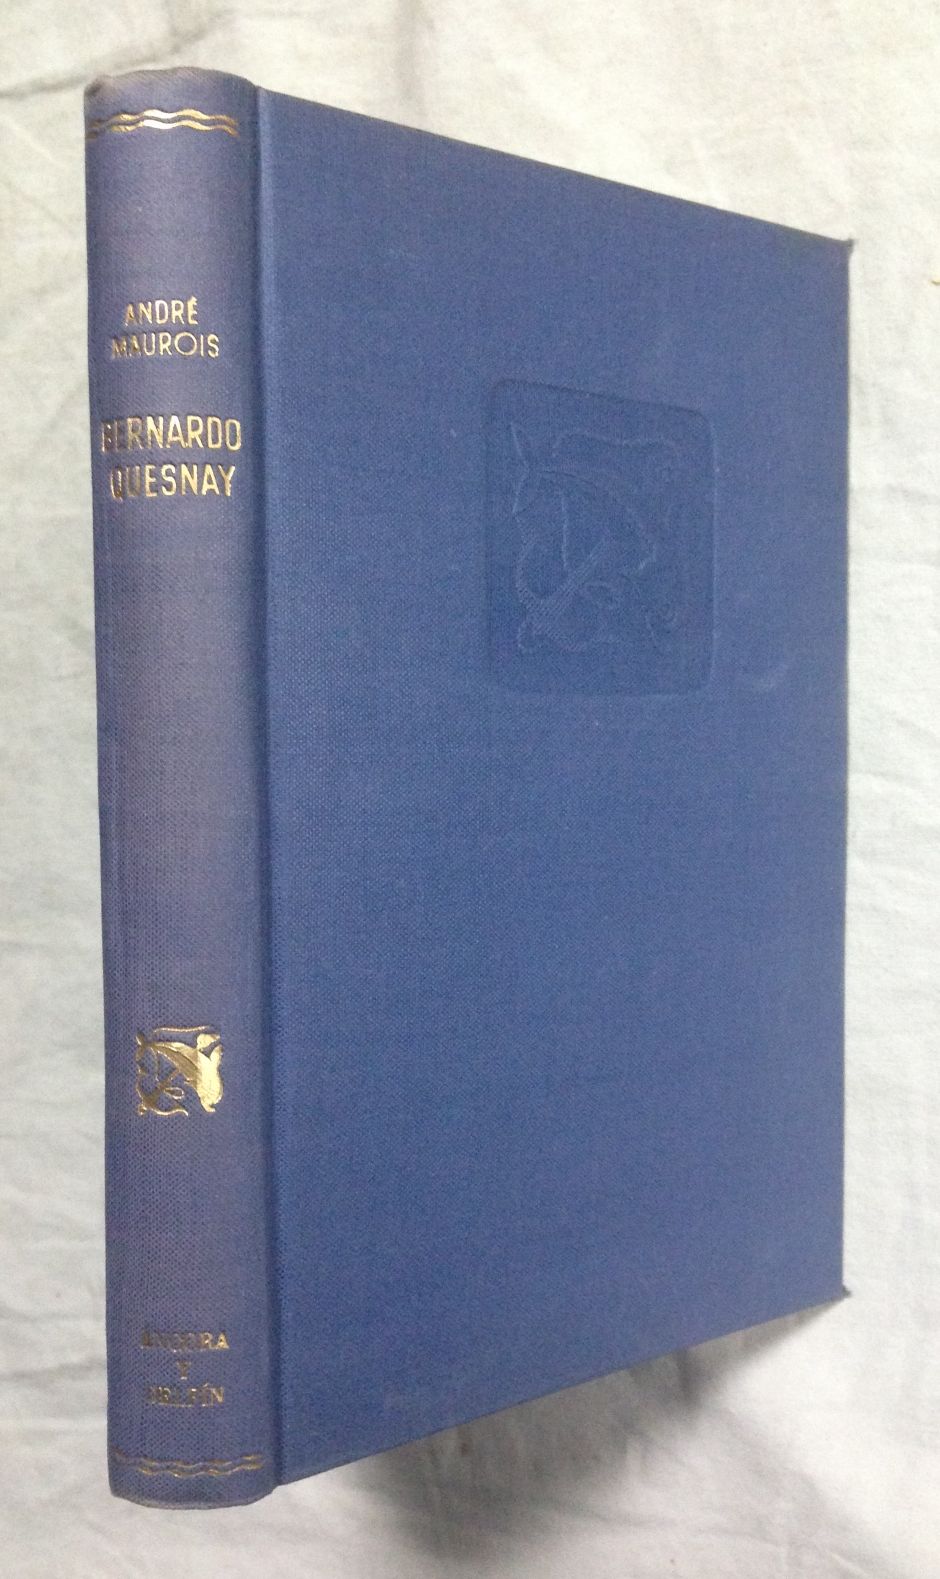 ANDRÉ
MAUROIS
BERNARDO
QUESNAY
ÁNCORA
Y
DELFÍN